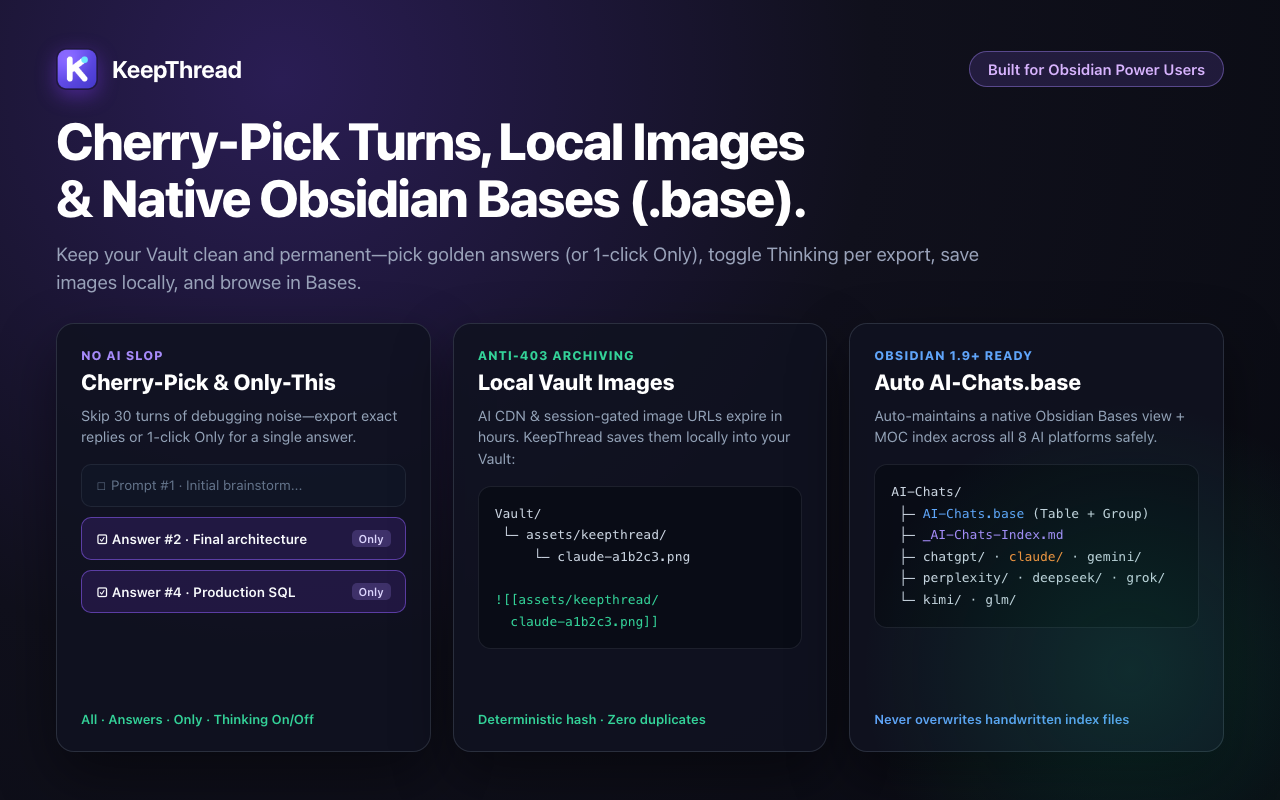 KeepThread
Built for Obsidian Power Users
Cherry-Pick Turns, Local Images
& Native Obsidian Bases (.base).
Keep your Vault clean and permanent—pick golden answers (or 1-click Only), toggle Thinking per export, save
images locally, and browse in Bases.
NO AI SLOP
Cherry-Pick & Only-This
Skip 30 turns of debugging noise—export exact
replies or 1-click Only for a single answer.
☐ Prompt #1 · Initial brainstorm...
☑ Answer #2 · Final architecture Only
☑ Answer #4 · Production SQL Only
All · Answers · Only · Thinking On/Off
ANTI-403 ARCHIVING
Local Vault Images
AI CDN & session-gated image URLs expire in
hours. KeepThread saves them locally into your
Vault:
Vault/
└─ assets/keepthread/
└─ claude-a1b2c3.png
![[assets/keepthread/
claude-a1b2c3.png]]
Deterministic hash · Zero duplicates
OBSIDIAN 1.9+ READY
Auto AI-Chats.base
Auto-maintains a native Obsidian Bases view +
MOC index across all 8 AI platforms safely.
AI-Chats/
├─ AI-Chats.base (Table + Group)
├─ _AI-Chats-Index.md
├─ chatgpt/ · claude/ · gemini/
├─ perplexity/ · deepseek/ · grok/
└─ kimi/ · glm/
Never overwrites handwritten index files